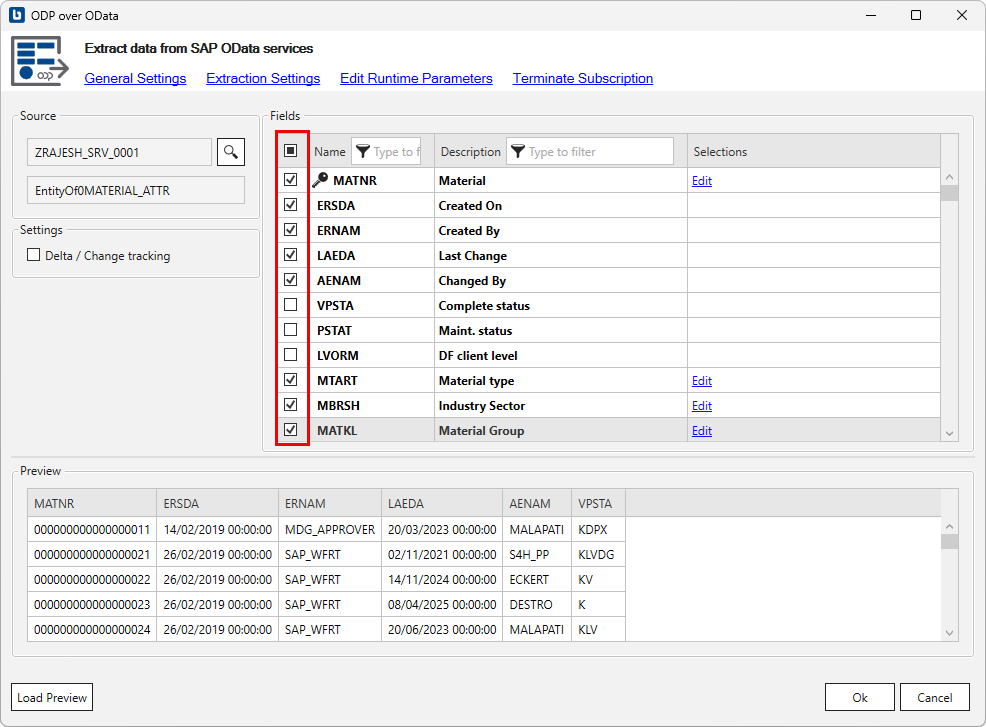 ODP over OData
Extract data from SAP OData services
General Settings Extraction Settings Edit Runtime Parameters Terminate Subscription
Source
ZRAJESH_SRV_0001
EntityOf0MATERIAL_ATTR
Settings
Delta / Change tracking
Fields
Name Type to f Description Type to filter Selections
MATNR Material Edit
ERSDA Created On
ERNAM Created By
LAEDA Last Change
AENAM Changed By
VPSTA Complete status
PSTAT Maint. status
LVORM DF client level
MTART Material type Edit
MBRSH Industry Sector Edit
MATKL Material Group Edit
Preview
MATNR ERSDA ERNAM LAEDA AENAM VPSTA
000000000000000011 14/02/2019 00:00:00 MDG_APPROVER 20/03/2023 00:00:00 MALAPATI KDPX
000000000000000021 26/02/2019 00:00:00 SAP_WFRT 02/11/2021 00:00:00 S4H_PP KLVDG
000000000000000022 26/02/2019 00:00:00 SAP_WFRT 14/11/2024 00:00:00 ECKERT KV
000000000000000023 26/02/2019 00:00:00 SAP_WFRT 08/04/2025 00:00:00 DESTRO K
000000000000000024 26/02/2019 00:00:00 SAP_WFRT 20/06/2023 00:00:00 MALAPATI KLV
Load Preview Ok Cancel